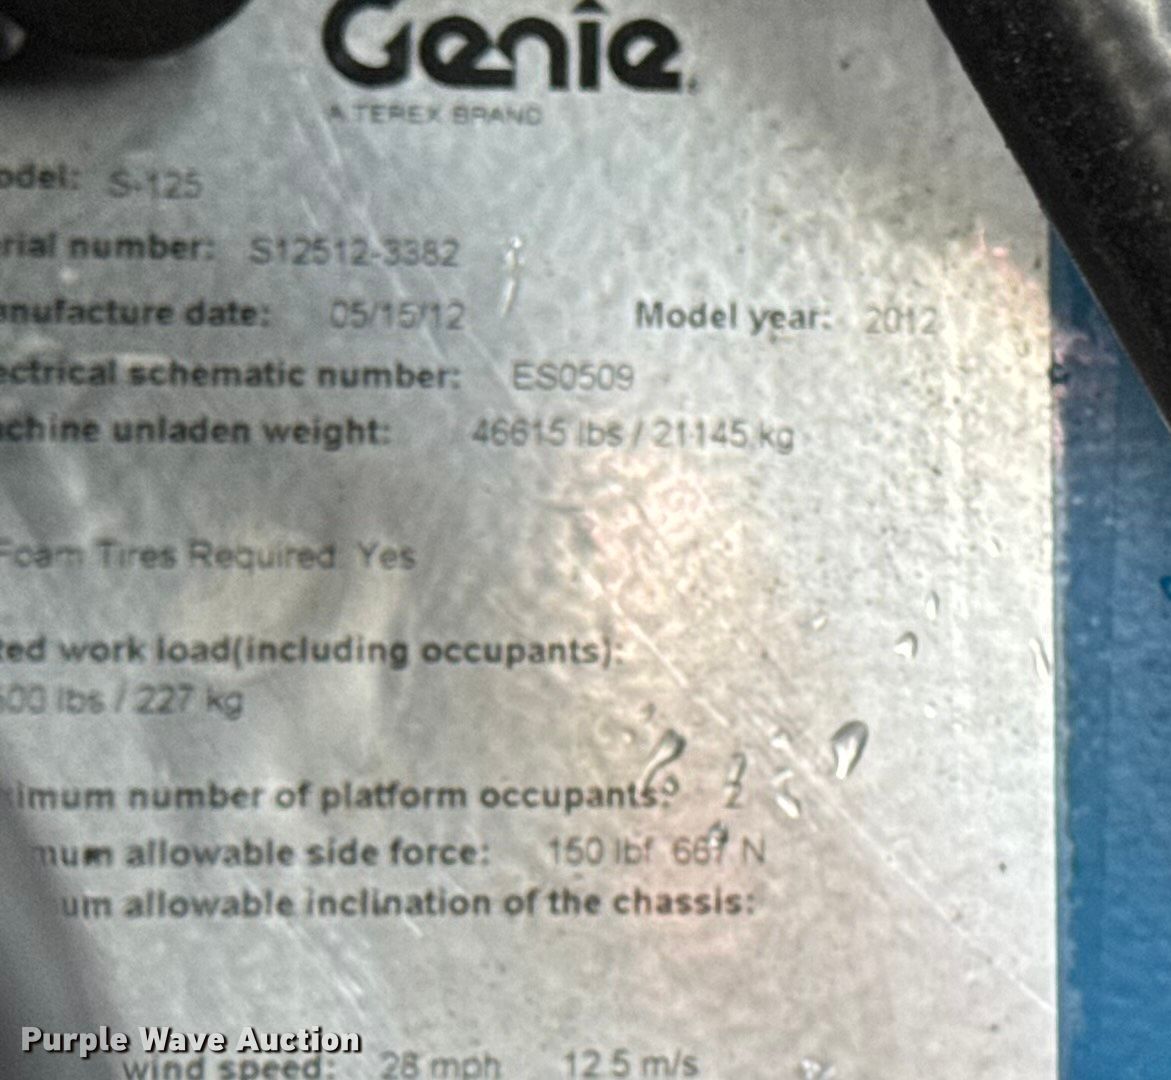 Genie
A TEREX BRAND
odel: S-125
rial number: S12512-3382
nufacture date: 05/15/12 Model year: 2012
ectrical schematic number: ES0509
chine unladen weight: 46615 lbs / 21145 kg
Foam Tires Required: Yes
ted work load(including occupants):
500 lbs / 227 kg
imum number of platform occupants: 2
mum allowable side force: 150 lbf 667 N
um allowable inclination of the chassis:
wind speed: 28 mph 12.5 m/s
Purple Wave Auction